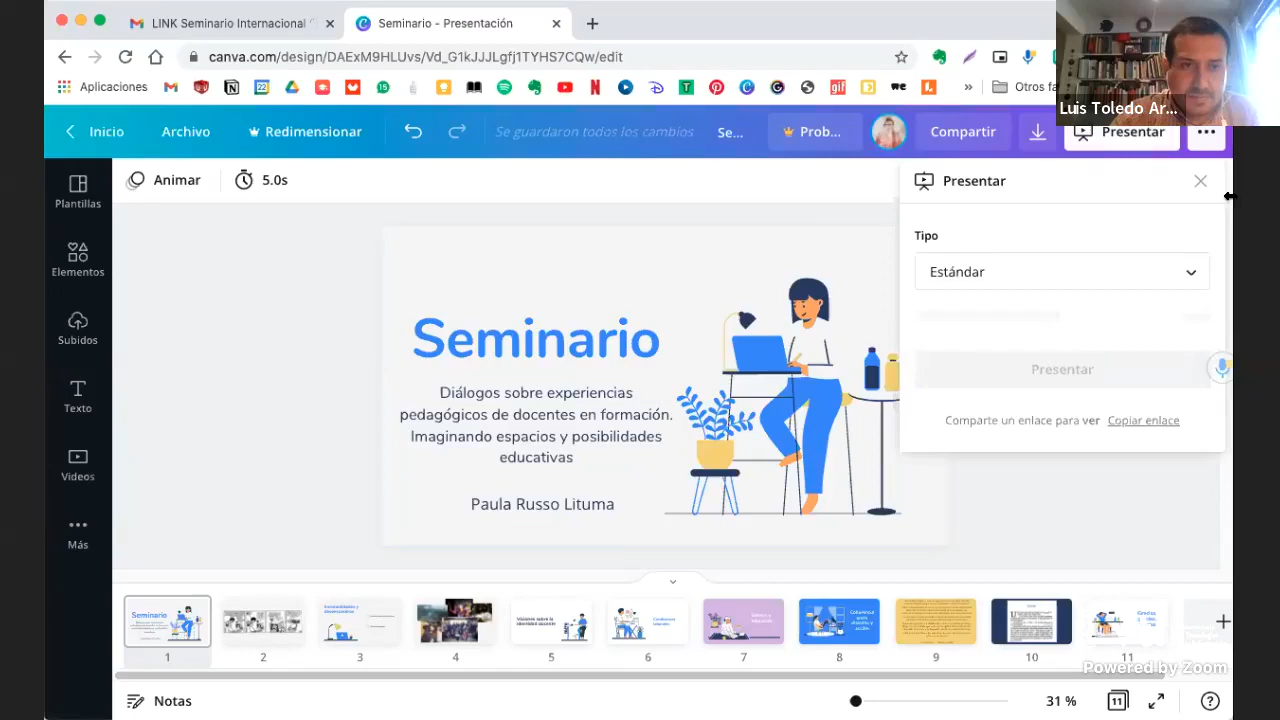 LINK Seminario Internacional
Seminario - Presentación
canva.com/design/DAExM9HLUvs/Vd_G1kJJJLgfj1TYHS7CQw/edit
Aplicaciones
Otros fa
Luis Toledo Ar...
Inicio
Archivo
Redimensionar
Se guardaron todos los cambios
Se...
Prob...
Compartir
Presentar
Plantillas
Elementos
Subidos
Texto
Videos
Más
Animar
5.0s
Presentar
Tipo
Estándar
Presentar
Comparte un enlace para ver Copiar enlace
Seminario
Diálogos sobre experiencias
pedagógicos de docentes en formación.
Imaginando espacios y posibilidades
educativas
Paula Russo Lituma
Seminario
1
2
3
4
5
6
7
8
9
10
11
Powered by Zoom
Notas
31 %
11